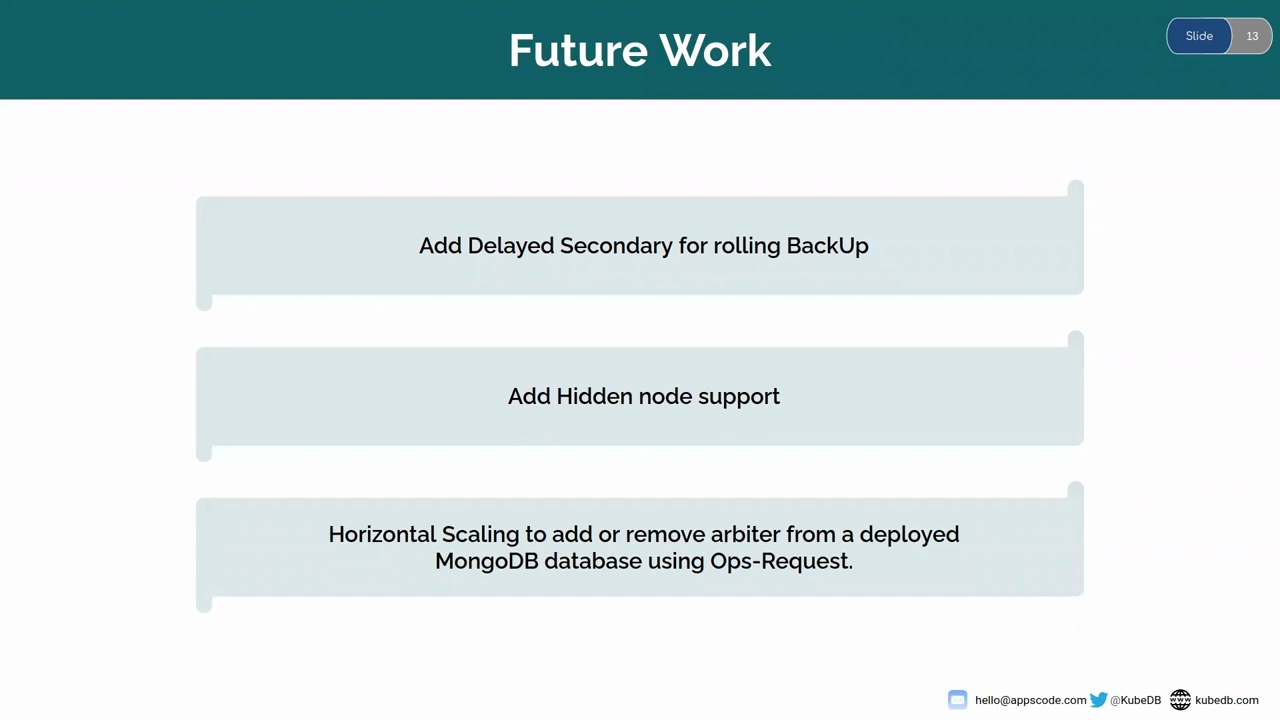 Future Work
Slide 13
Add Delayed Secondary for rolling BackUp
Add Hidden node support
Horizontal Scaling to add or remove arbiter from a deployed
MongoDB database using Ops-Request.
hello@appscode.com @KubeDB kubedb.com